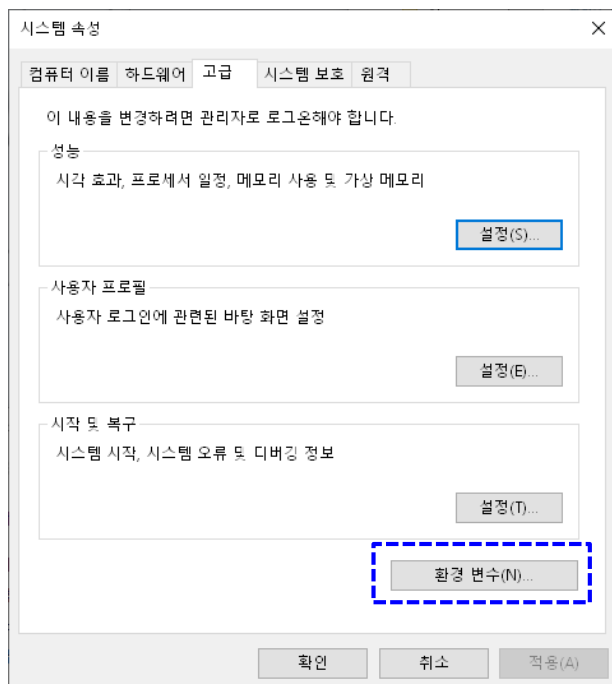 시스템 속성
컴퓨터 이름 하드웨어 고급 시스템 보호 원격
이 내용을 변경하려면 관리자로 로그온해야 합니다.
성능
시각 효과, 프로세서 일정, 메모리 사용 및 가상 메모리
설정(S)...
사용자 프로필
사용자 로그인에 관련된 바탕 화면 설정
설정(E)...
시작 및 복구
시스템 시작, 시스템 오류 및 디버깅 정보
설정(T)...
환경 변수(N)...
확인 취소 적용(A)